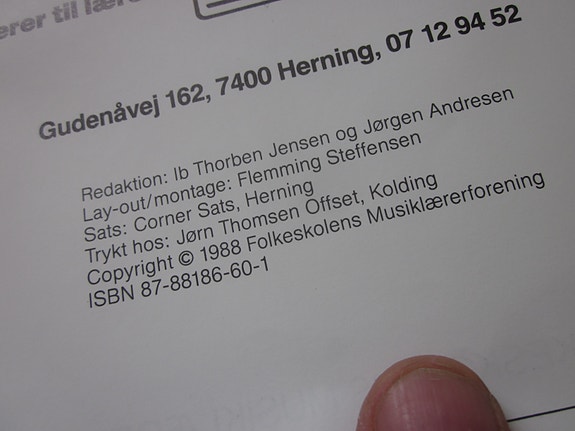 til
Gudenåvej 162, 7400 Herning, 07 12 94 52
Redaktion: Ib Thorben Jensen og Jørgen Andresen
Lay-out/montage: Flemming Steffensen
Sats: Corner Sats, Herning
Trykt hos: Jørn Thomsen Offset, Kolding
Copyright © 1988 Folkeskolens Musiklærerforening
ISBN 87-88186-60-1